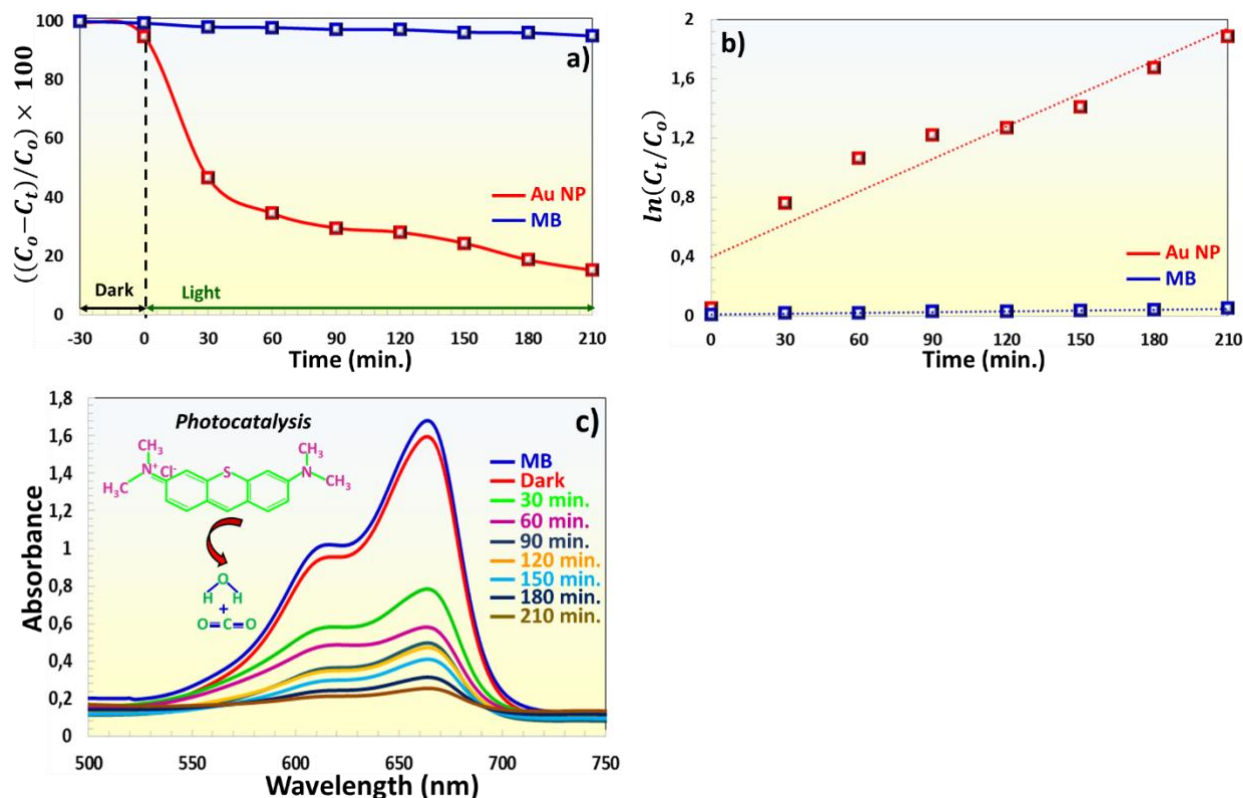 a)
((C_o−C_t)/C_o) × 100
100
80
60
40
20
0
Au NP
MB
Dark
Light
-30 0 30 60 90 120 150 180 210
Time (min.)
b)
ln(C_t/C_o)
2
1,6
1,2
0,8
0,4
0
Au NP
MB
0 30 60 90 120 150 180 210
Time (min.)
c)
Photocatalysis
Absorbance
1,8
1,6
1,4
1,2
1
0,8
0,6
0,4
0,2
0
CH₃
N⁺ Cl⁻
H₃C
S
CH₃
N
CH₃
O
H H
+
O=C=O
MB
Dark
30 min.
60 min.
90 min.
120 min.
150 min.
180 min.
210 min.
500 550 600 650 700 750
Wavelength (nm)